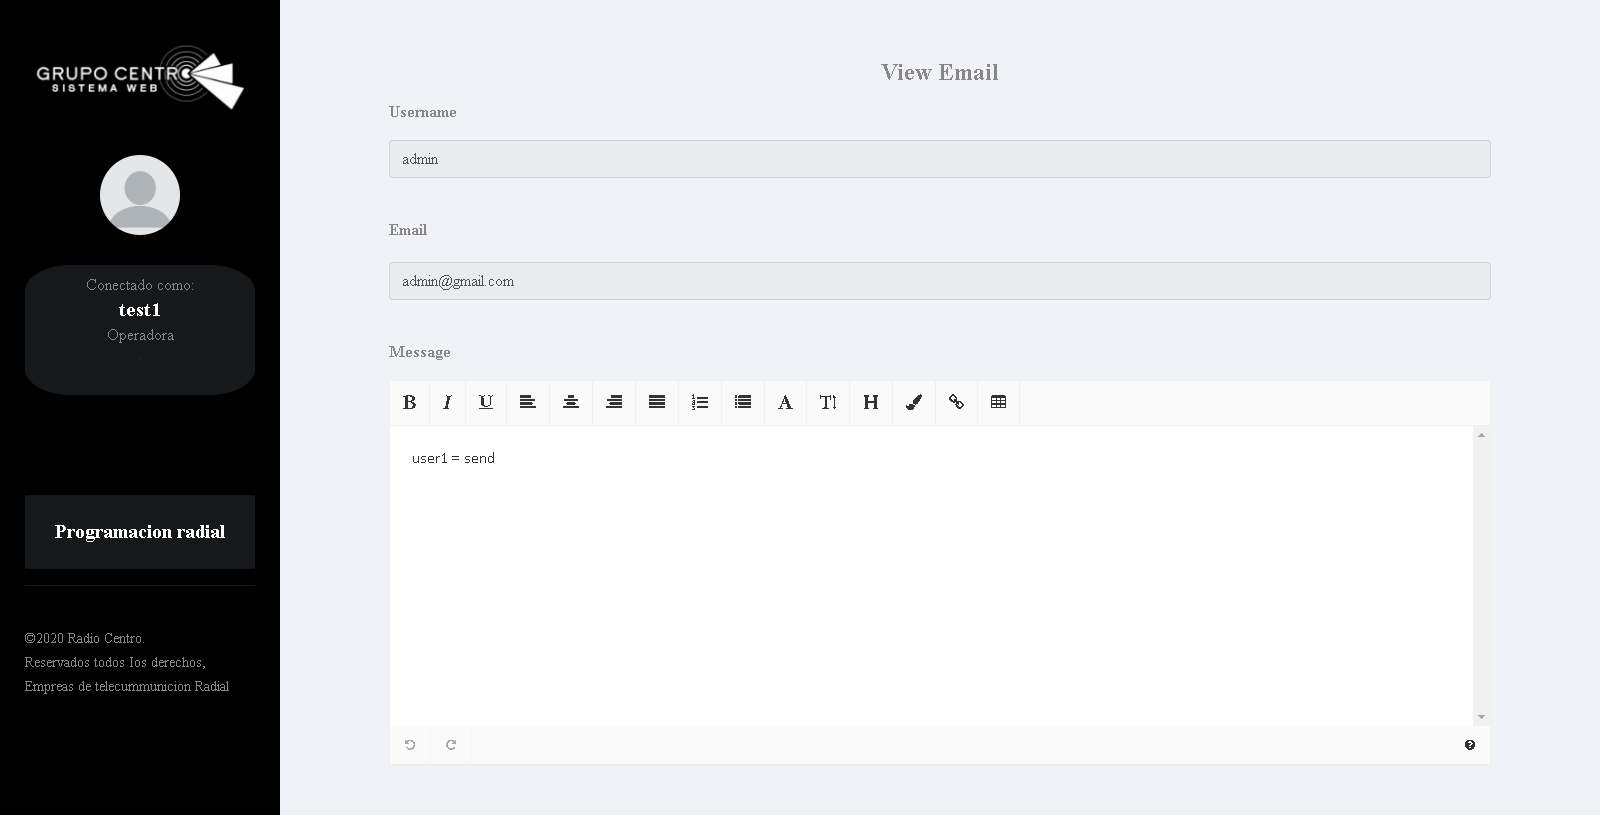 GRUPO CENTRO
SISTEMA WEB
Conectado como:
test1
Operadora
Programacion radial
©2020 Radio Centro.
Reservados todos los derechos,
Empreas de telecummunicion Radial
View Email
Username
admin
Email
admin@gmail.com
Message
B I U A T H
user1 = send